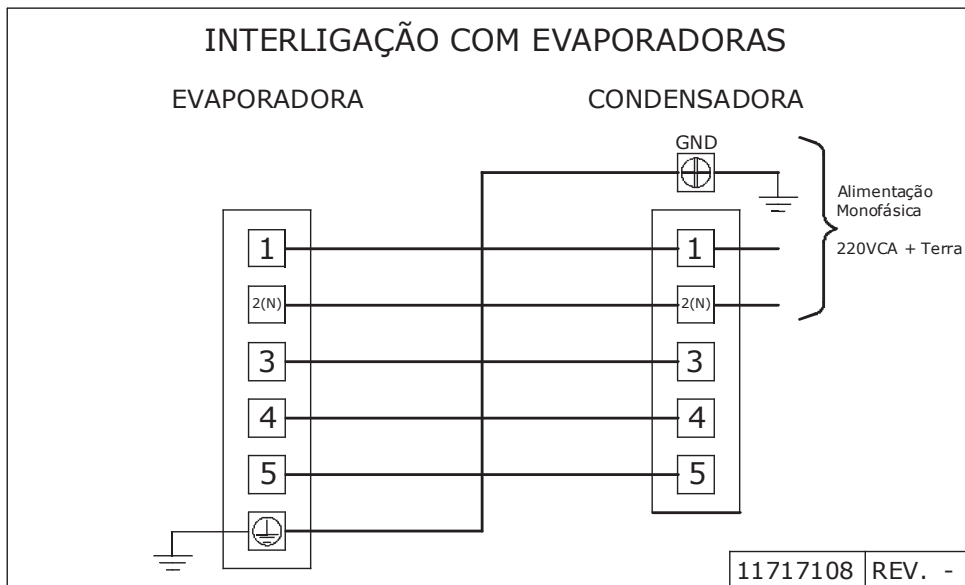 INTERLIGAÇÃO COM EVAPORADORAS
EVAPORADORA
CONDENSADORA
GND
Alimentação
Monofásica
220VCA + Terra
1
1
2(N)
2(N)
3
3
4
4
5
5
11717108 REV. -